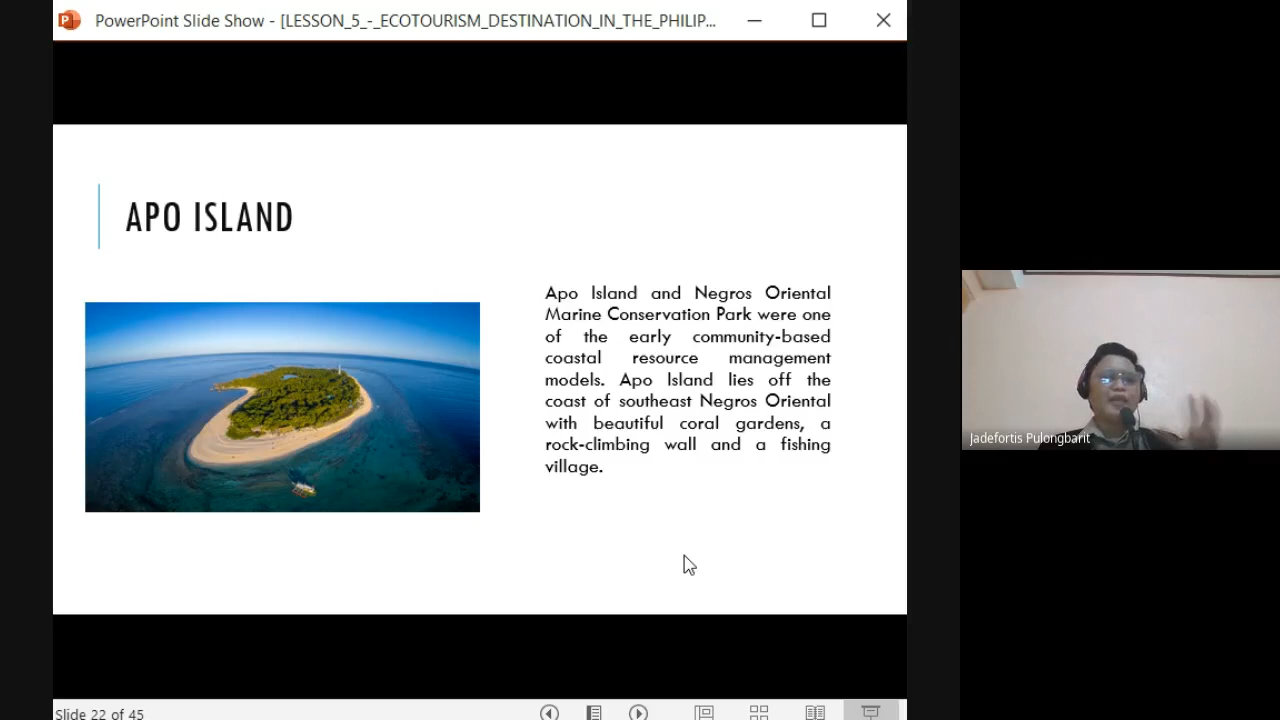 PowerPoint Slide Show - [LESSON_5_-_ECOTOURISM_DESTINATION_IN_THE_PHILIP...
APO ISLAND
Apo Island and Negros Oriental
Marine Conservation Park were one
of the early community-based
coastal resource management
models. Apo Island lies off the
coast of southeast Negros Oriental
with beautiful coral gardens, a
rock-climbing wall and a fishing
village.
Jadefortis Pulongbarit
Slide 22 of 45